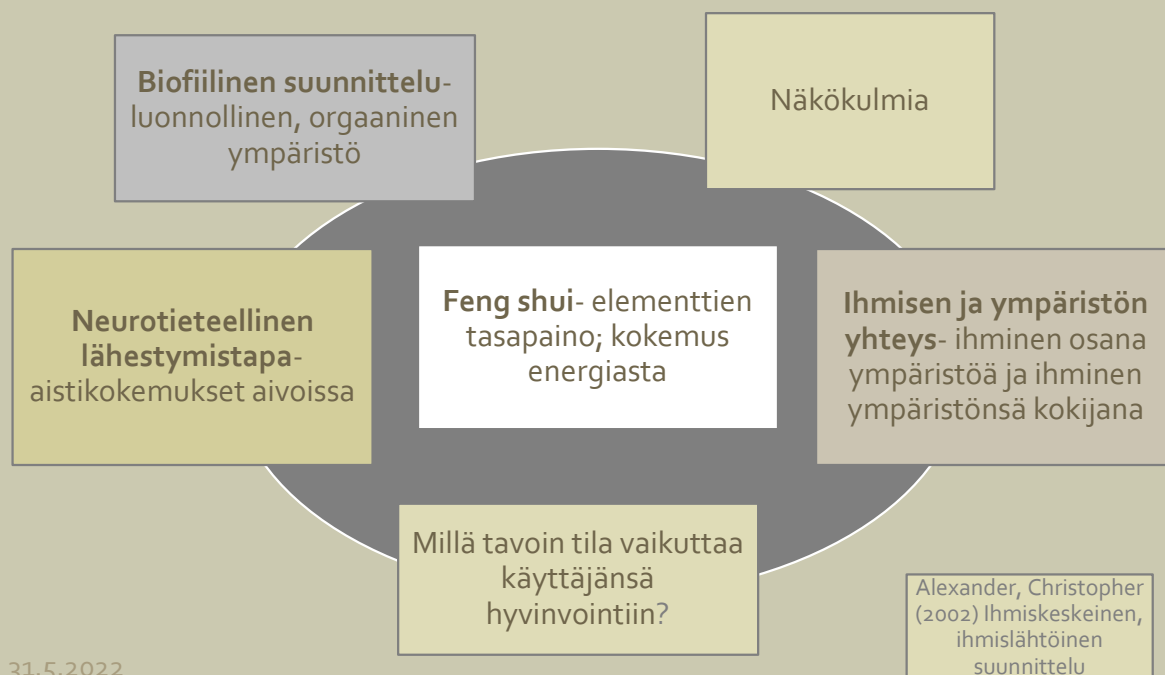 Biofiilinen suunnittelu-
luonnollinen, orgaaninen
ympäristö
Näkökulmia
Neurotieteellinen
lähestymistapa-
aistikokemukset aivoissa
Feng shui- elementtien
tasapaino; kokemus
energiasta
Ihmisen ja ympäristön
yhteys- ihminen osana
ympäristöä ja ihminen
ympäristönsä kokijana
Millä tavoin tila vaikuttaa
käyttäjänsä
hyvinvointiin?
Alexander, Christopher
(2002) Ihmiskeskeinen,
ihmislähtöinen
suunnittelu
31.5.2022